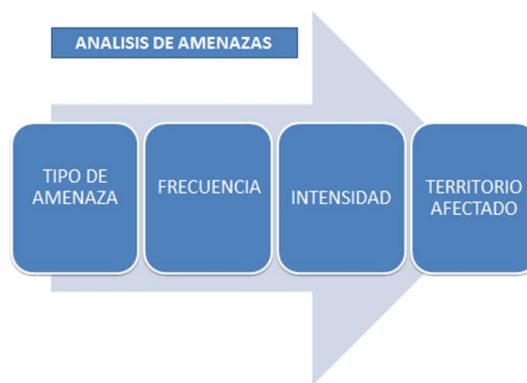 ANALISIS DE AMENAZAS
TIPO DE
AMENAZA
FRECUENCIA
INTENSIDAD
TERRITORIO
AFECTADO